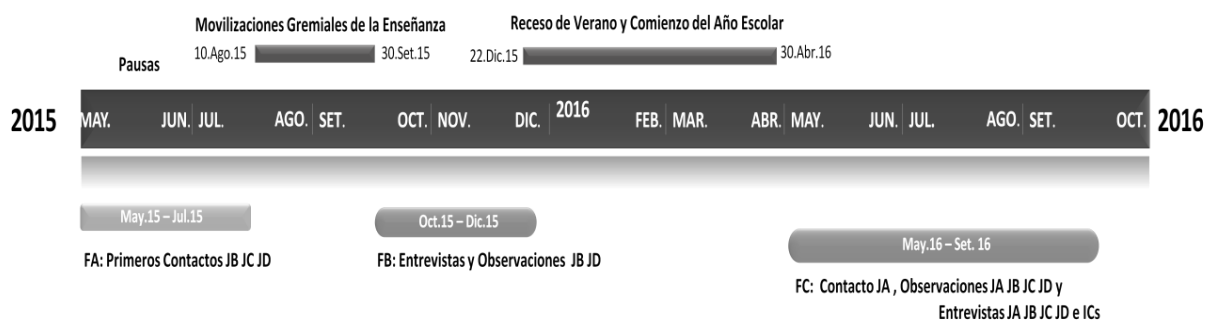 Movilizaciones Gremiales de la Enseñanza
Receso de Verano y Comienzo del Año Escolar
Pausas
10.Ago.15
30.Set.15
22.Dic.15
30.Abr.16
2015 MAY. JUN. JUL. AGO. SET. OCT. NOV. DIC. 2016 FEB. MAR. ABR. MAY. JUN. JUL. AGO. SET. OCT. 2016
May.15 – Jul.15
Oct.15 – Dic.15
May.16 – Set. 16
FA: Primeros Contactos JB JC JD
FB: Entrevistas y Observaciones JB JD
FC: Contacto JA , Observaciones JA JB JC JD y
Entrevistas JA JB JC JD e ICs